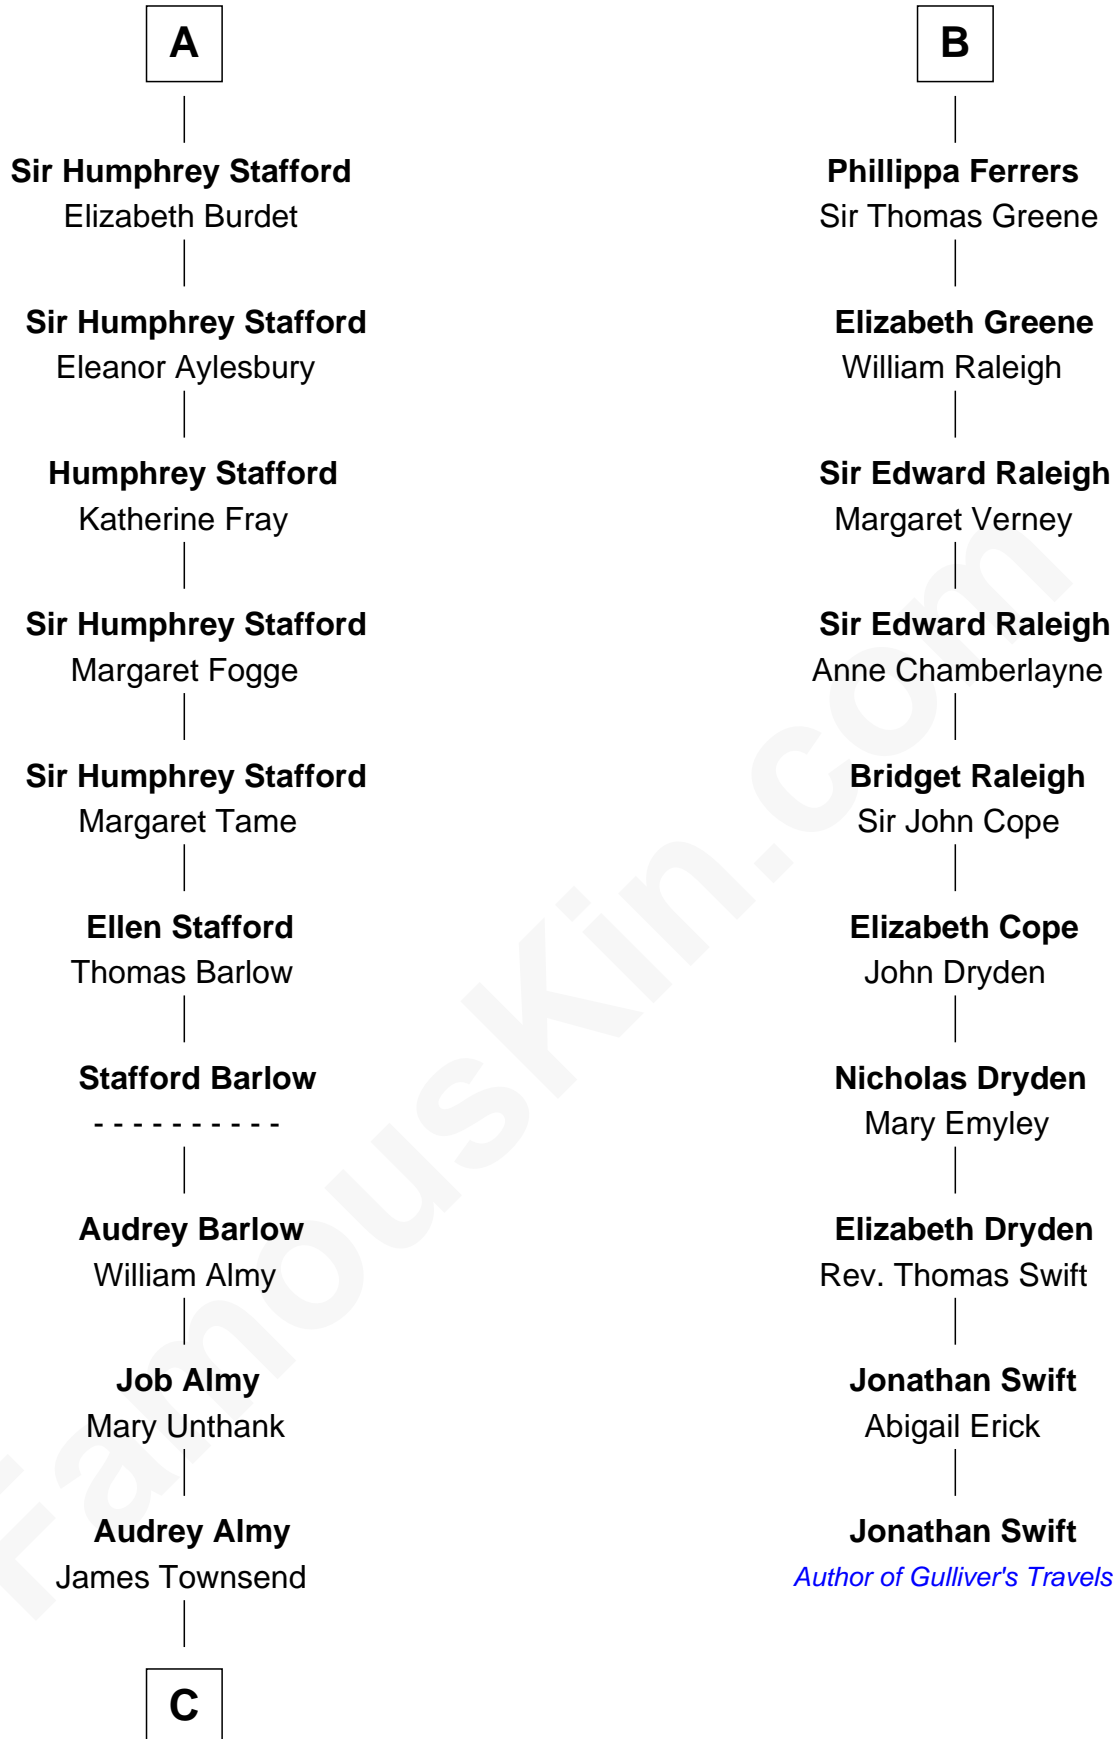 A
Sir Humphrey Stafford
Elizabeth Burdet
Sir Humphrey Stafford
Eleanor Aylesbury
Humphrey Stafford
Katherine Fray
Sir Humphrey Stafford
Margaret Fogge
Sir Humphrey Stafford
Margaret Tame
Ellen Stafford
Thomas Barlow
Stafford Barlow
- - - - - - - - - -
Audrey Barlow
William Almy
Job Almy
Mary Unthank
Audrey Almy
James Townsend
C
B
Phillippa Ferrers
Sir Thomas Greene
Elizabeth Greene
William Raleigh
Sir Edward Raleigh
Margaret Verney
Sir Edward Raleigh
Anne Chamberlayne
Bridget Raleigh
Sir John Cope
Elizabeth Cope
John Dryden
Nicholas Dryden
Mary Emyley
Elizabeth Dryden
Rev. Thomas Swift
Jonathan Swift
Abigail Erick
Jonathan Swift
Author of Gulliver's Travels
FamousKin.com